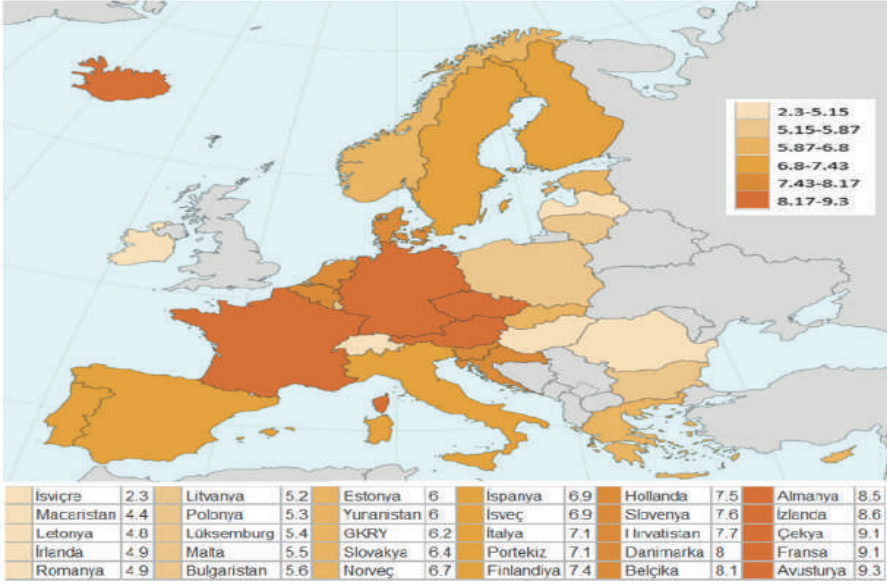 2.3-5.15
5.15-5.87
5.87-6.8
6.8-7.43
7.43-8.17
8.17-9.3
İsviçre 2.3 Litvanya 5.2 Estonya 6 İspanya 6.9 Hollanda 7.5 Almanya 8.5
Macaristan 4.4 Polonya 5.3 Yunanistan 6 İsveç 6.9 Slovenya 7.6 İzlanda 8.6
Letonya 4.8 Lüksemburg 5.4 GKRY 6.2 İtalya 7.1 Hırvatistan 7.7 Çekya 9.1
İrlanda 4.9 Malta 5.5 Slovakya 6.4 Portekiz 7.1 Danimarka 8 Fransa 9.1
Romanya 4.9 Bulgaristan 5.6 Norveç 6.7 Finlandiya 7.4 Belçika 8.1 Avusturya 9.3